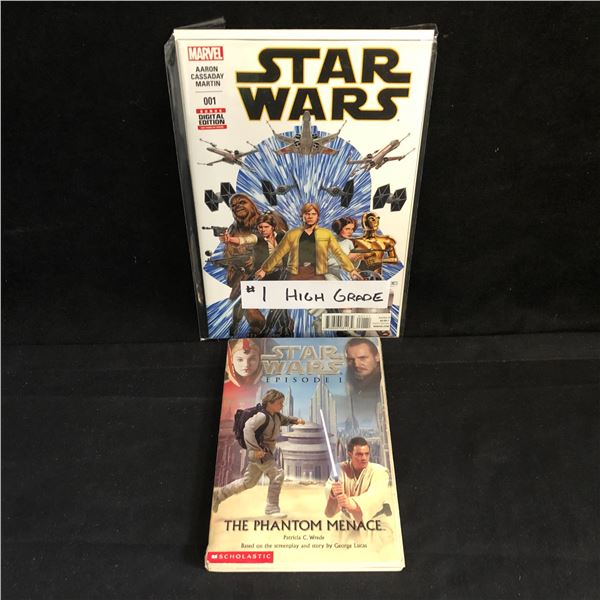 MARVEL
STAR
WARS
AARON
CASSADAY
MARTIN
001
DIGITAL
EDITION
#1 HIGH GRADE
STAR
WARS
EPISODE I
THE PHANTOM MENACE
Patricia C. Wrede
Based on the screenplay and story by George Lucas
SCHOLASTIC